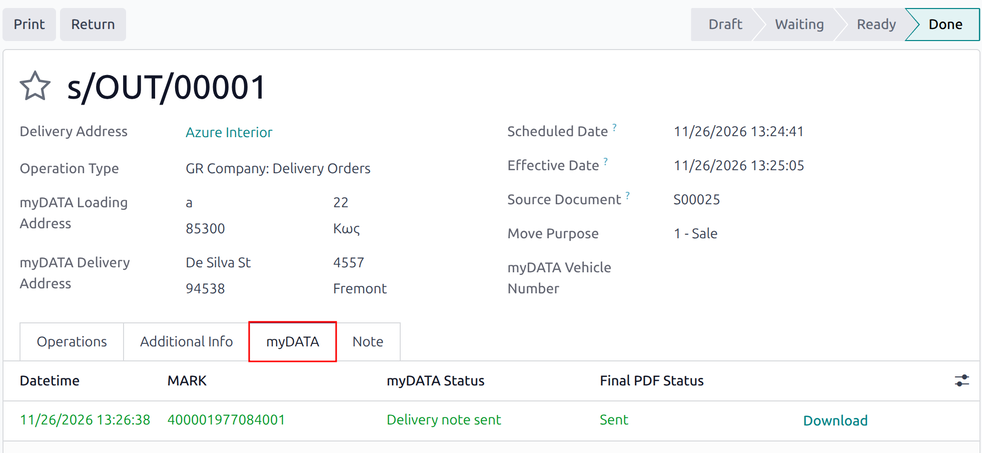 Print Return Draft Waiting Ready Done
s/OUT/00001
Delivery Address Azure Interior Scheduled Date ? 11/26/2026 13:24:41
Operation Type GR Company: Delivery Orders Effective Date ? 11/26/2026 13:25:05
myDATA Loading Address a 22 Source Document ? S00025
85300 Κως Move Purpose 1 - Sale
myDATA Delivery Address De Silva St 4557 myDATA Vehicle Number
94538 Fremont
Operations Additional Info myDATA Note
Datetime MARK myDATA Status Final PDF Status
11/26/2026 13:26:38 400001977084001 Delivery note sent Sent Download